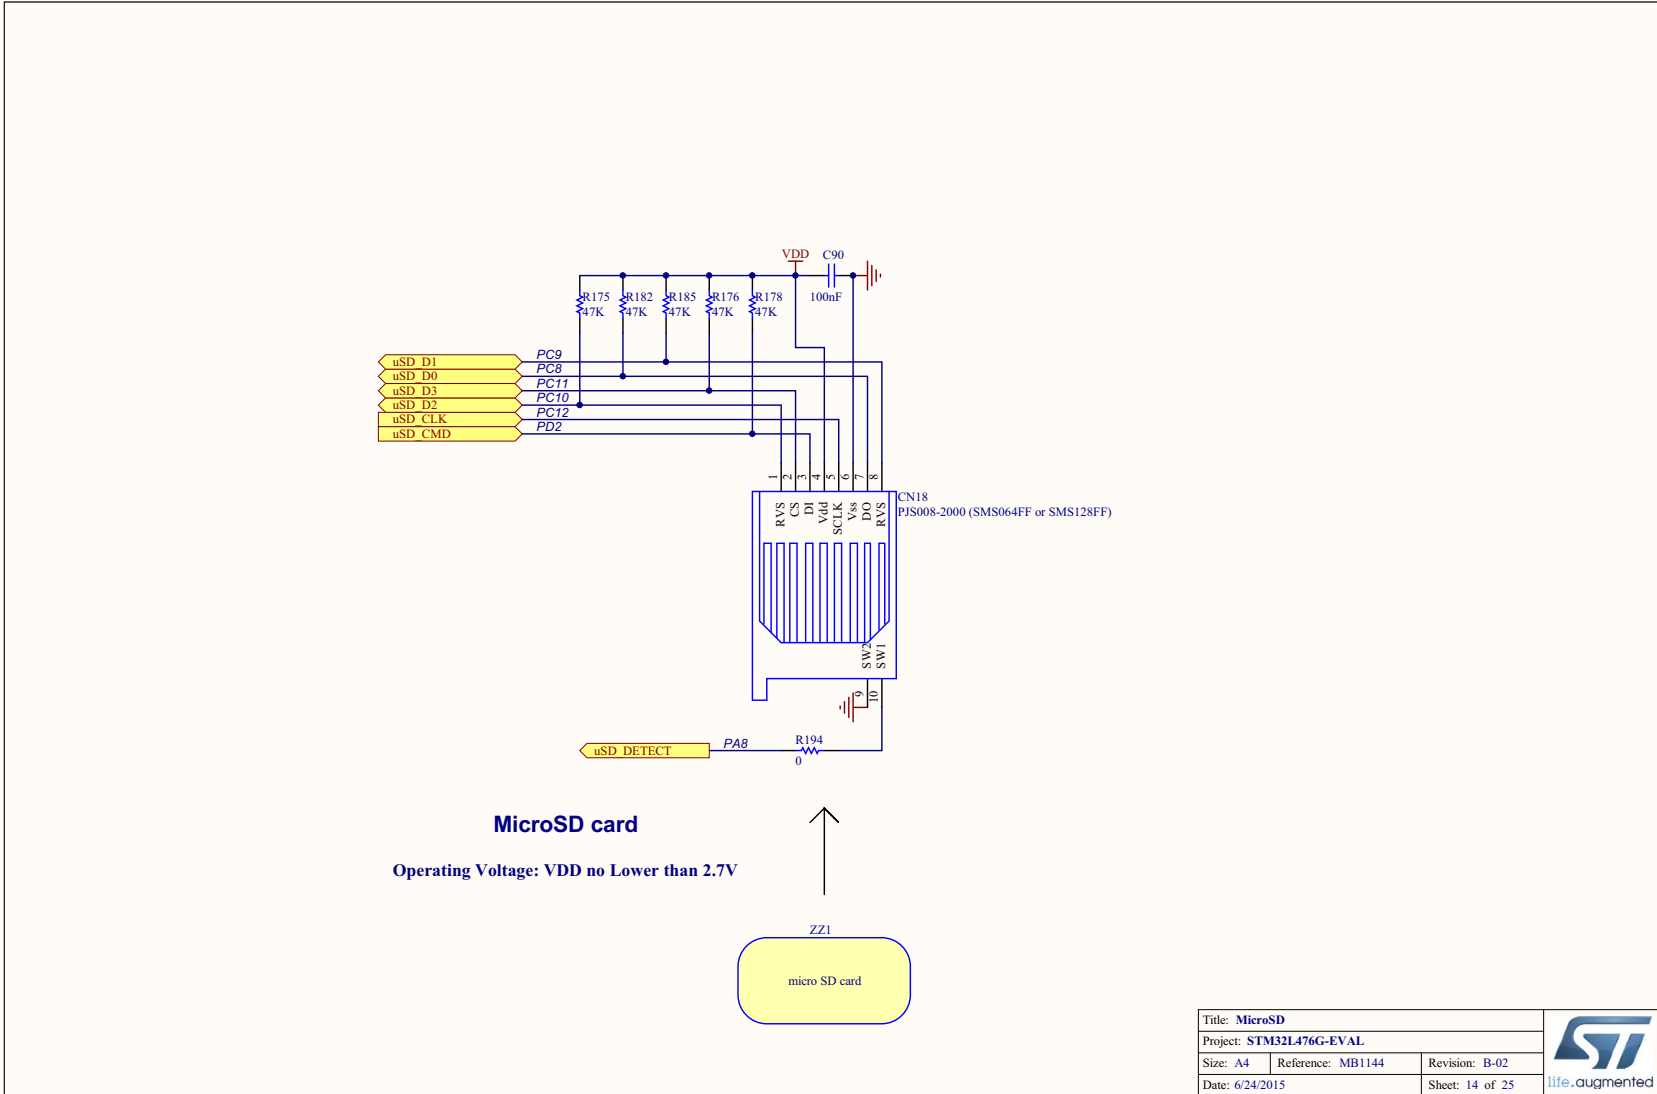 VDD
C90
100nF
R175
47K
R182
47K
R185
47K
R176
47K
R178
47K
uSD_D1
PC9
uSD_D0
PC8
uSD_D3
PC11
uSD_D2
PC10
uSD_CLK
PC12
uSD_CMD
PD2
1
2
3
4
5
6
7
8
RVS
CS
DI
Vdd
SCLK
Vss
DO
RVS
CN18
PJS008-2000 (SMS064FF or SMS128FF)
SW2
SW1
9
10
uSD_DETECT
PA8
R194
0
MicroSD card
Operating Voltage: VDD no Lower than 2.7V
ZZ1
micro SD card
Title: MicroSD
Project: STM32L476G-EVAL
Size: A4 Reference: MB1144 Revision: B-02
Date: 6/24/2015 Sheet: 14 of 25
ST
life.augmented